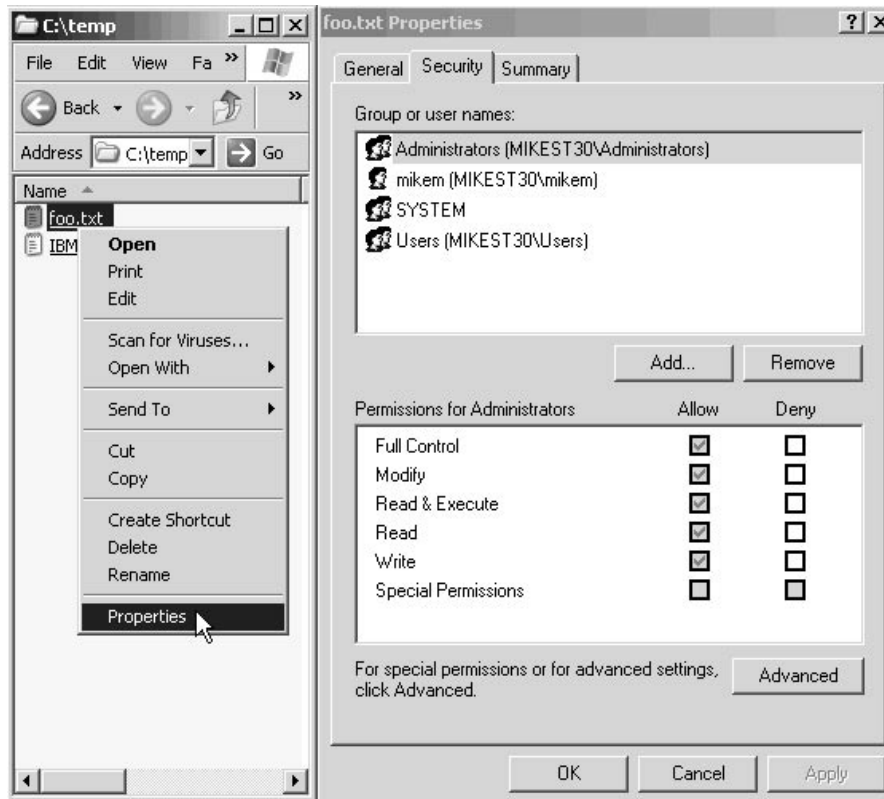 C:\temp
File Edit View Fa »
Back »
Address C:\temp Go
Name
foo.txt
IBM
Open
Print
Edit
Scan for Viruses...
Open With
Send To
Cut
Copy
Create Shortcut
Delete
Rename
Properties
foo.txt Properties
General Security Summary
Group or user names:
Administrators (MIKEST30\Administrators)
mikem (MIKEST30\mikem)
SYSTEM
Users (MIKEST30\Users)
Add... Remove
Permissions for Administrators Allow Deny
Full Control
Modify
Read & Execute
Read
Write
Special Permissions
For special permissions or for advanced settings,
click Advanced.
Advanced
OK Cancel Apply